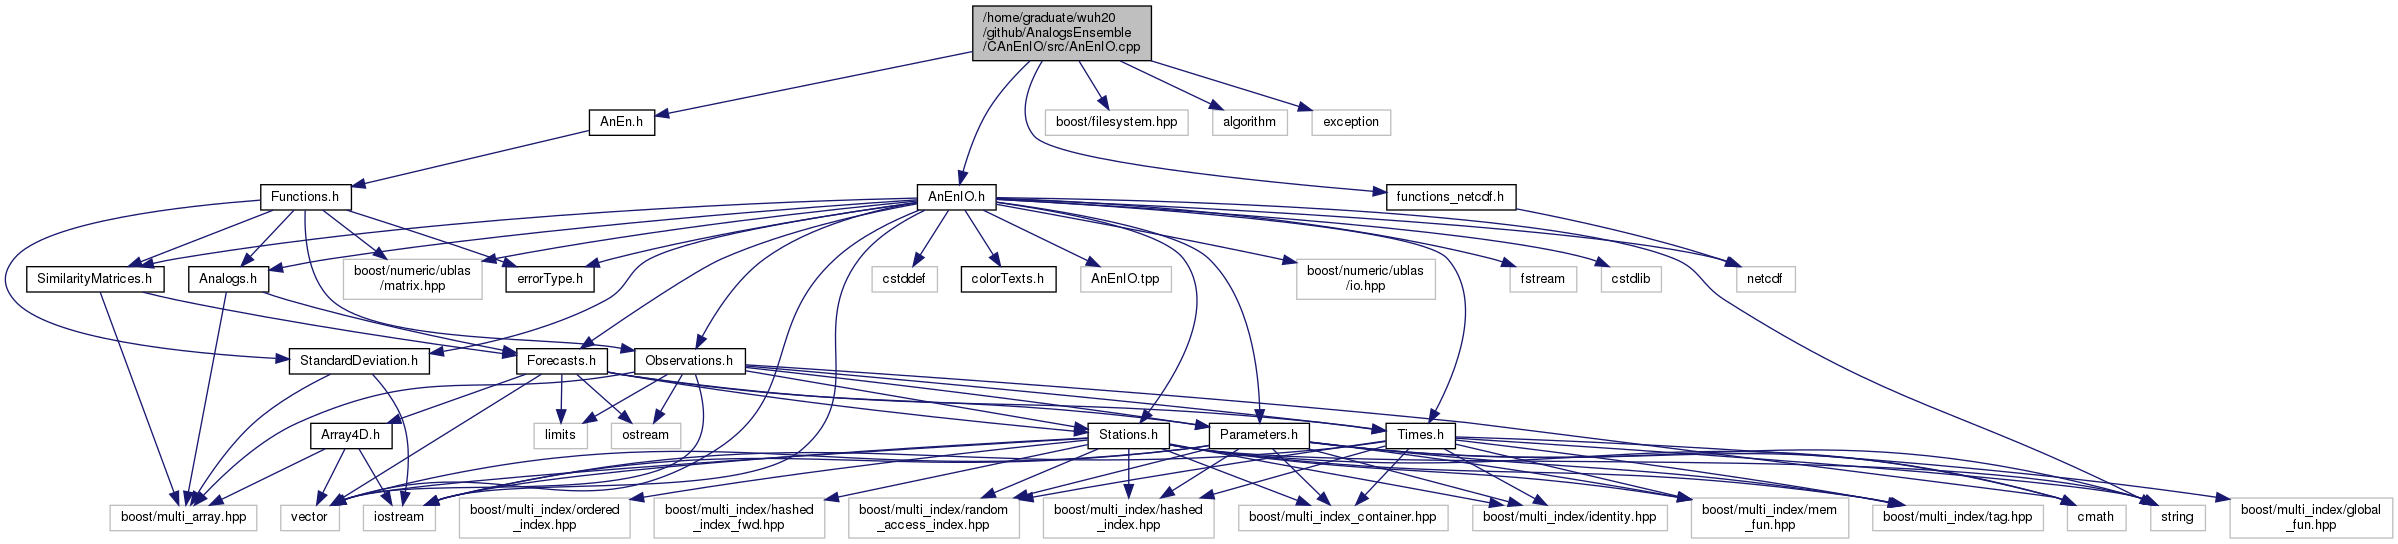 /home/graduate/wuh20
/github/AnalogsEnsemble
/CAnEnIO/src/AnEnIO.cpp
AnEn.h
boost/filesystem.hpp
algorithm
exception
Functions.h
AnEnIO.h
functions_netcdf.h
SimilarityMatrices.h
Analogs.h
boost/numeric/ublas
/matrix.hpp
errorType.h
cstddef
colorTexts.h
AnEnIO.tpp
boost/numeric/ublas
/io.hpp
fstream
cstdlib
netcdf
StandardDeviation.h
Forecasts.h
Observations.h
Array4D.h
limits
ostream
Stations.h
Parameters.h
Times.h
boost/multi_array.hpp
vector
iostream
boost/multi_index/ordered
_index.hpp
boost/multi_index/hashed
_index_fwd.hpp
boost/multi_index/random
_access_index.hpp
boost/multi_index/hashed
_index.hpp
boost/multi_index_container.hpp
boost/multi_index/identity.hpp
boost/multi_index/mem
_fun.hpp
boost/multi_index/tag.hpp
cmath
string
boost/multi_index/global
_fun.hpp